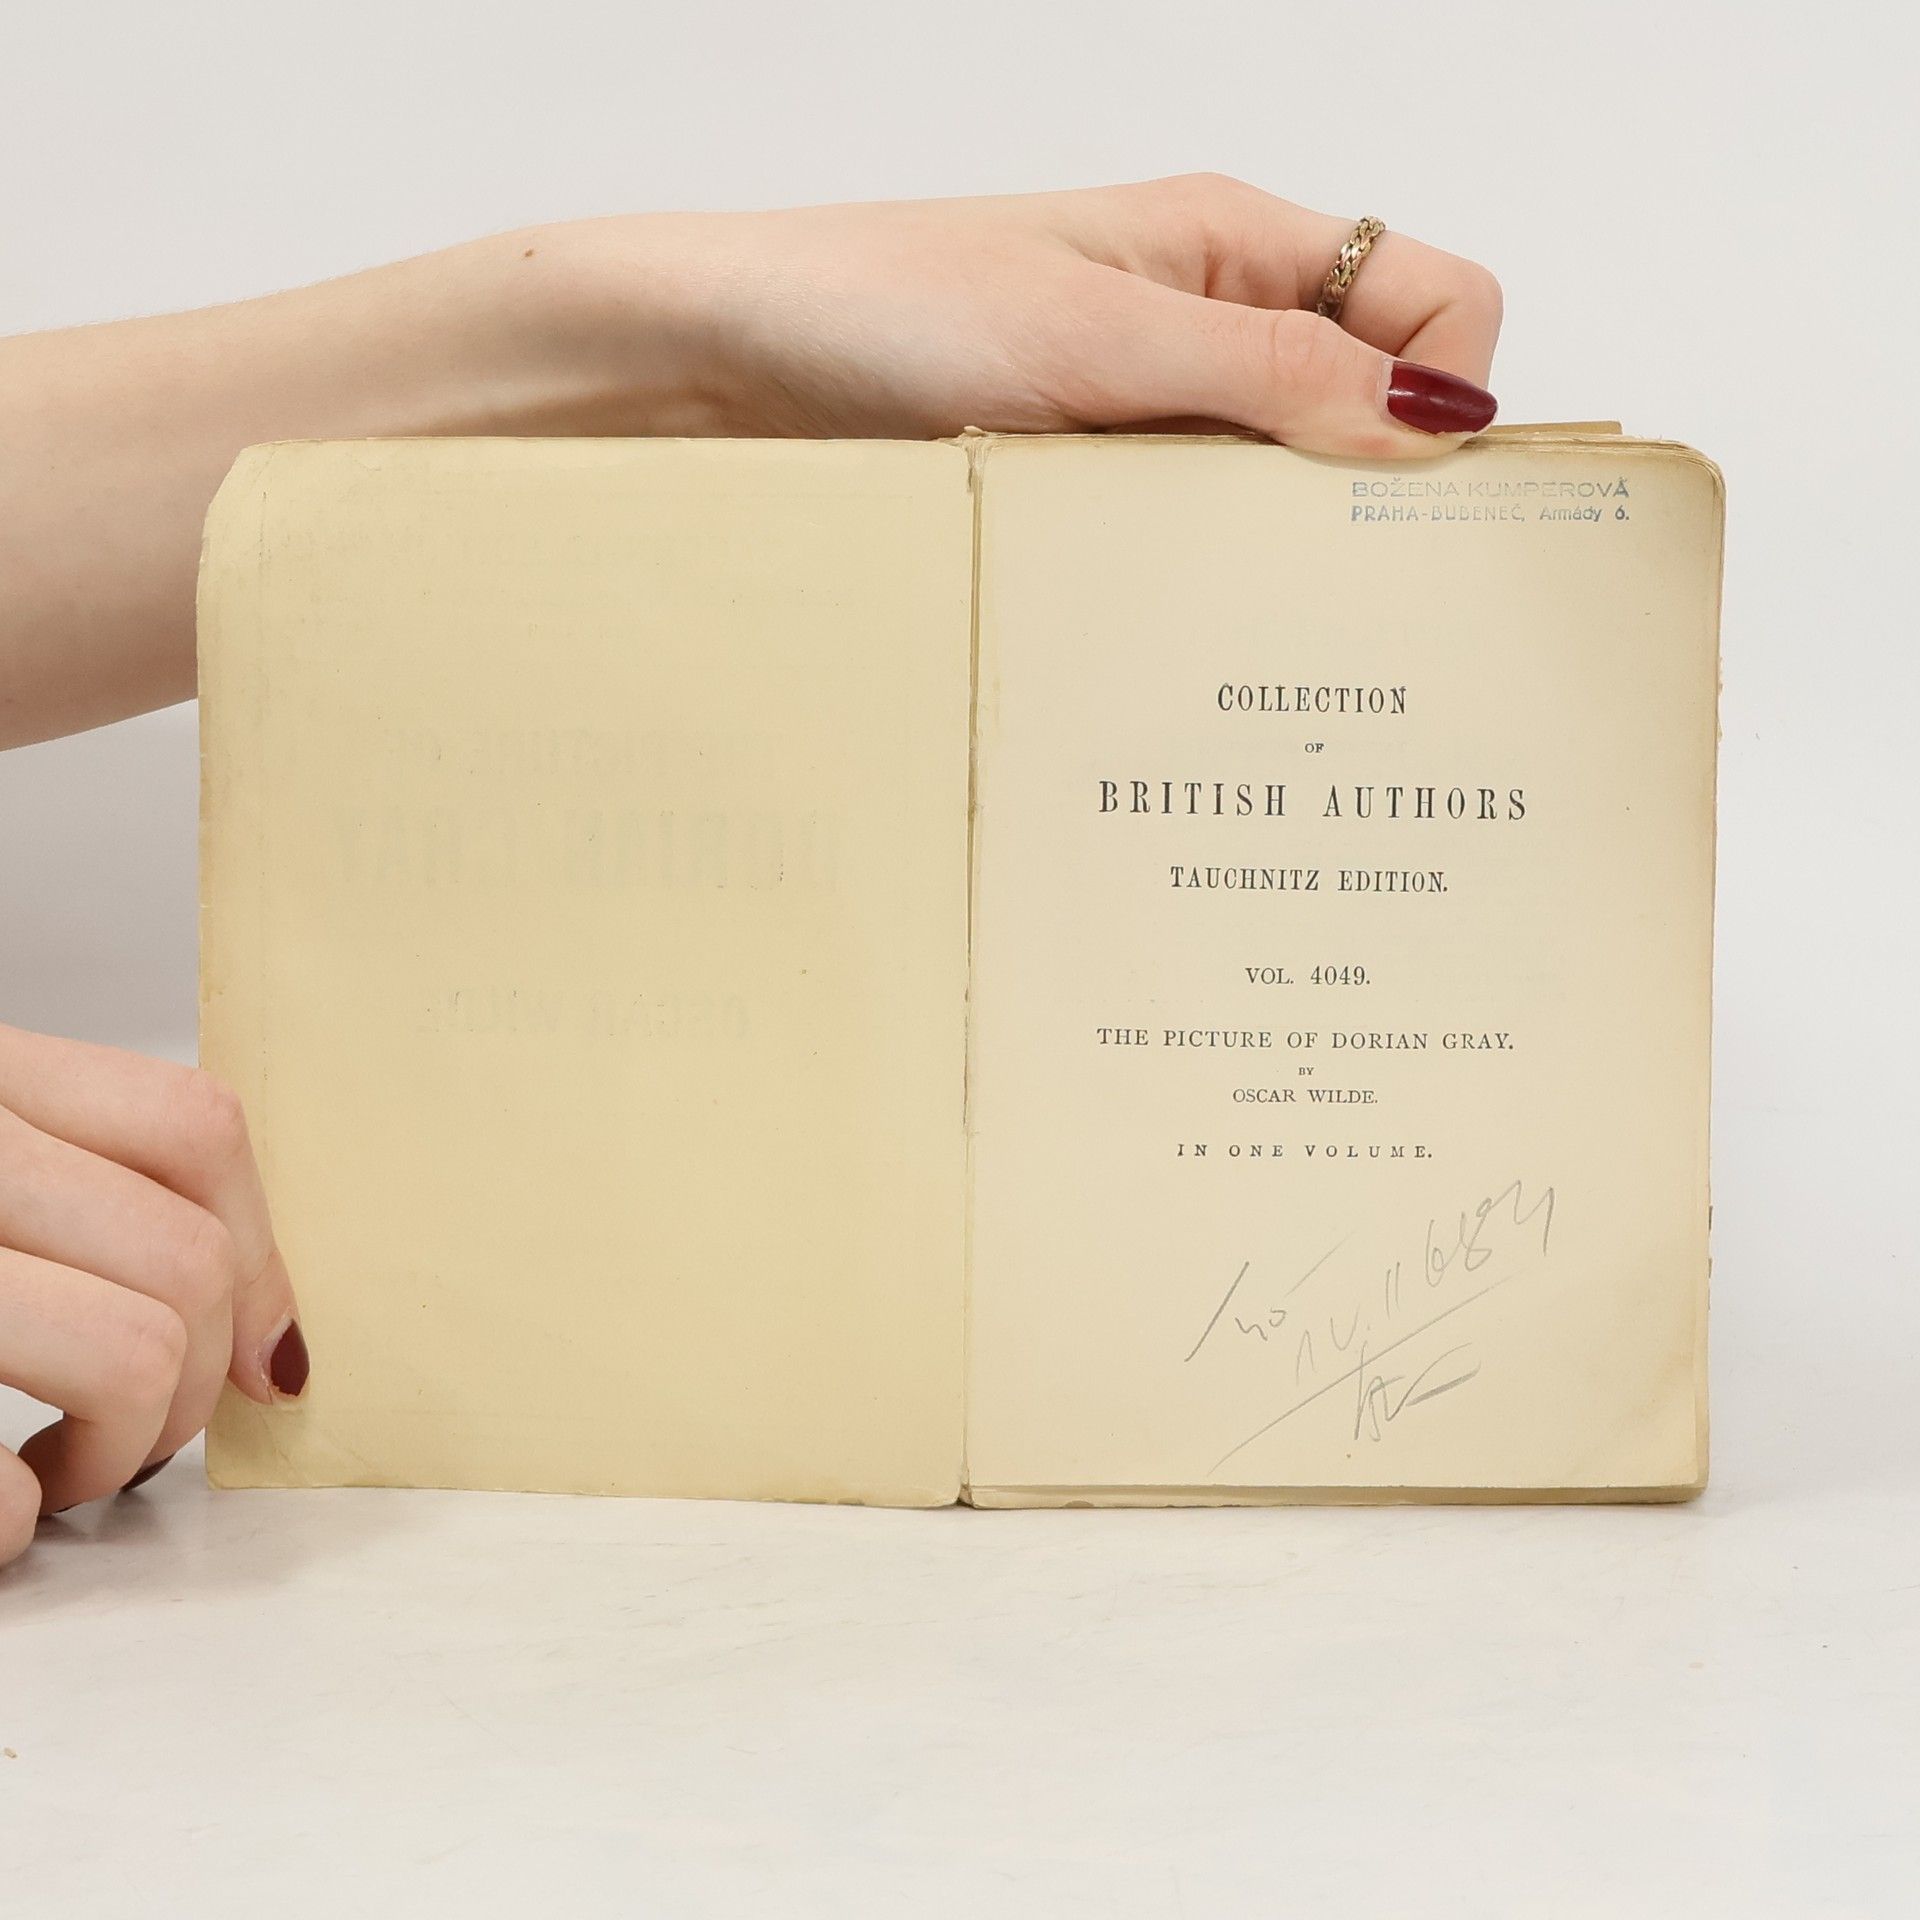 BOŽENA KUMPEROVÁ
PRAHA-BUBENEČ, Armády 6.
COLLECTION
OF
BRITISH AUTHORS
TAUCHNITZ EDITION.
VOL. 4049.
THE PICTURE OF DORIAN GRAY.
BY
OSCAR WILDE.
IN ONE VOLUME.